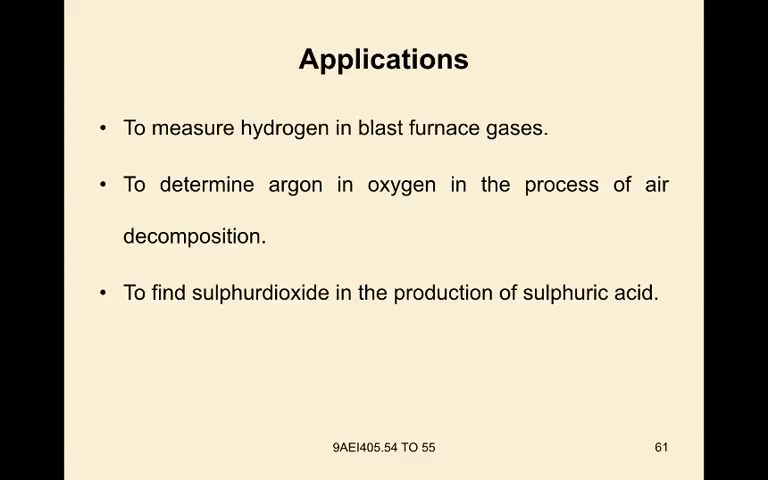 Applications
• To measure hydrogen in blast furnace gases.
• To determine argon in oxygen in the process of air
decomposition.
• To find sulphurdioxide in the production of sulphuric acid.
9AEI405.54 TO 55
61